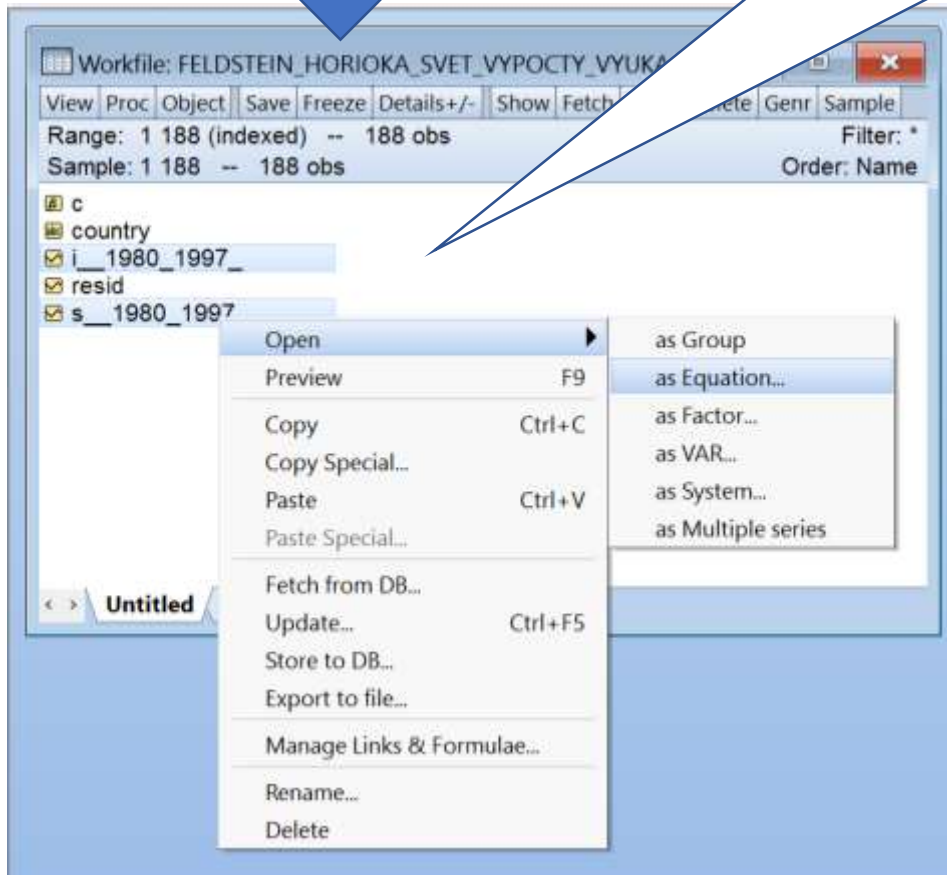 Workfile: FELDSTEIN_HORIOKA_SVET_VYPOCTY_VYUKA
View Proc Object Save Freeze Details+/- Show Fetch Genr Sample
Range: 1 188 (indexed) -- 188 obs Filter: *
Sample: 1 188 -- 188 obs Order: Name
c
country
i__1980_1997_
resid
s__1980_1997
Open as Group
Preview F9 as Equation...
Copy Ctrl+C as Factor...
Copy Special... as VAR...
Paste Ctrl+V as System...
Paste Special... as Multiple series
Fetch from DB...
Untitled
Update... Ctrl+F5
Store to DB...
Export to file...
Manage Links & Formulae...
Rename...
Delete